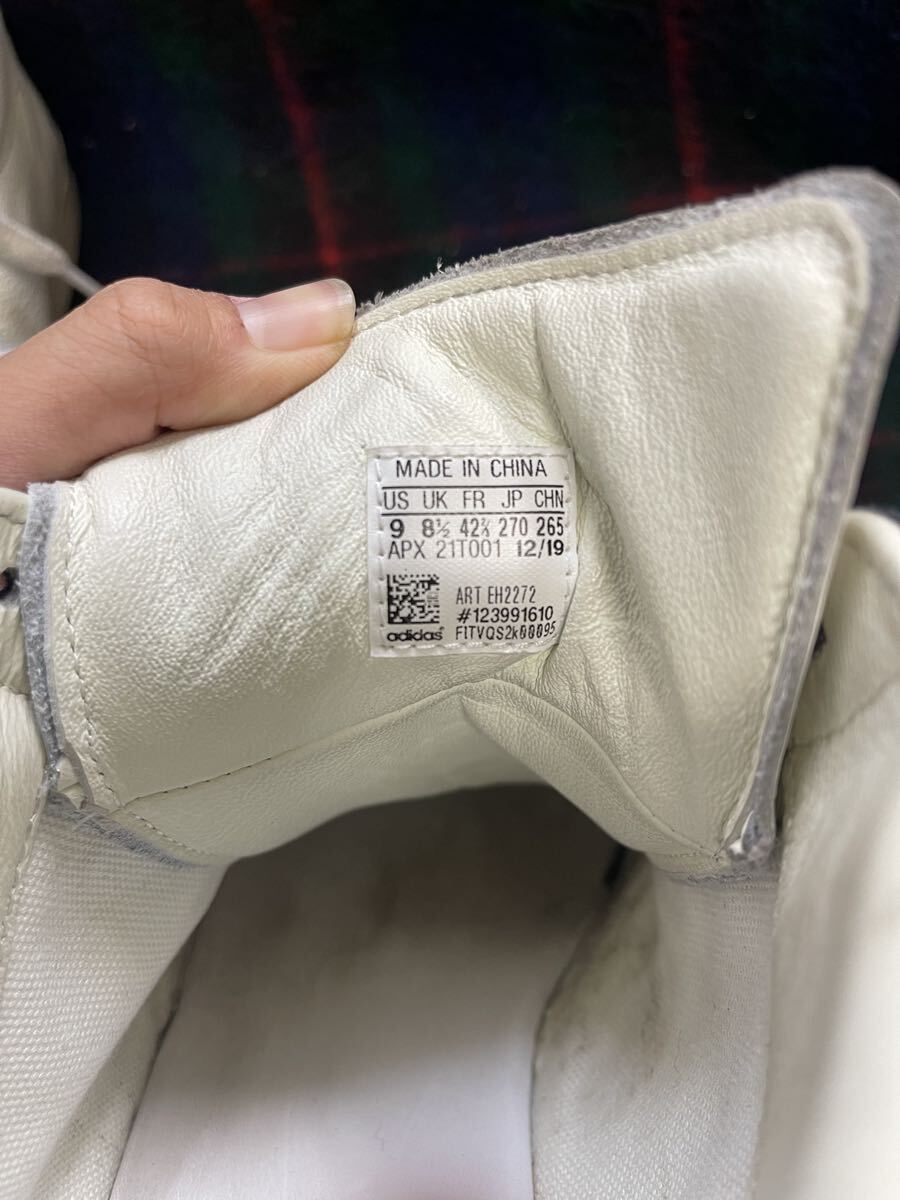 MADE IN CHINA
US UK FR JP CHN
9 8½ 42⅔ 270 265
APX 21T001 12/19
ART EH2272
#123991610
adidas FITVQS2k00095